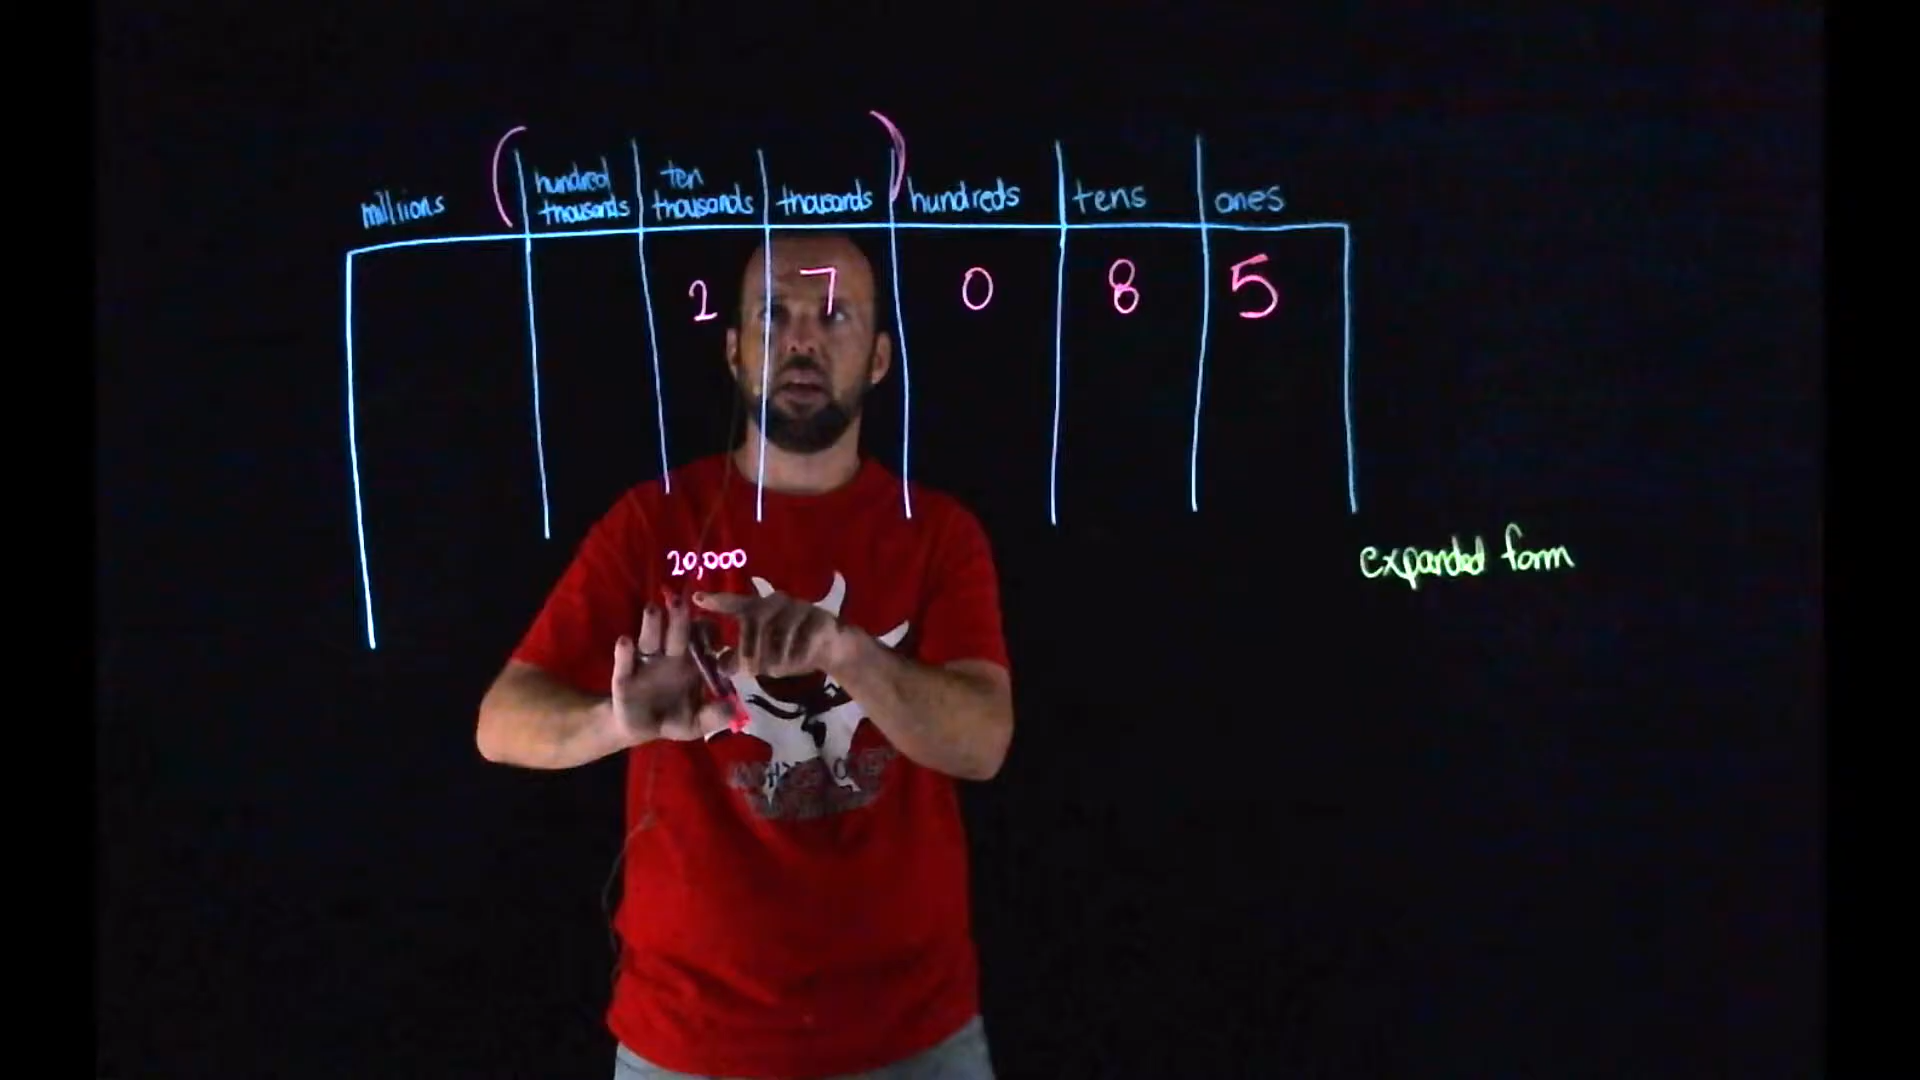 millions hundred thousands ten thousands thousands hundreds tens ones
2 7 0 8 5
20,000
expanded form